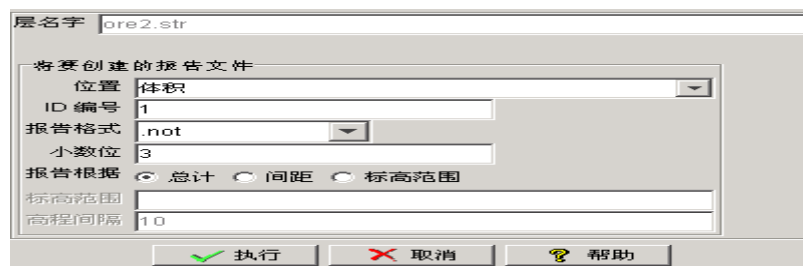 层名字 ore2.str
将要创建的报告文件
位置 体积
ID 编号 1
报告格式 .not
小数位 3
报告根据 总计 间距 标高范围
标高范围
高程间隔 10
执行 取消 帮助